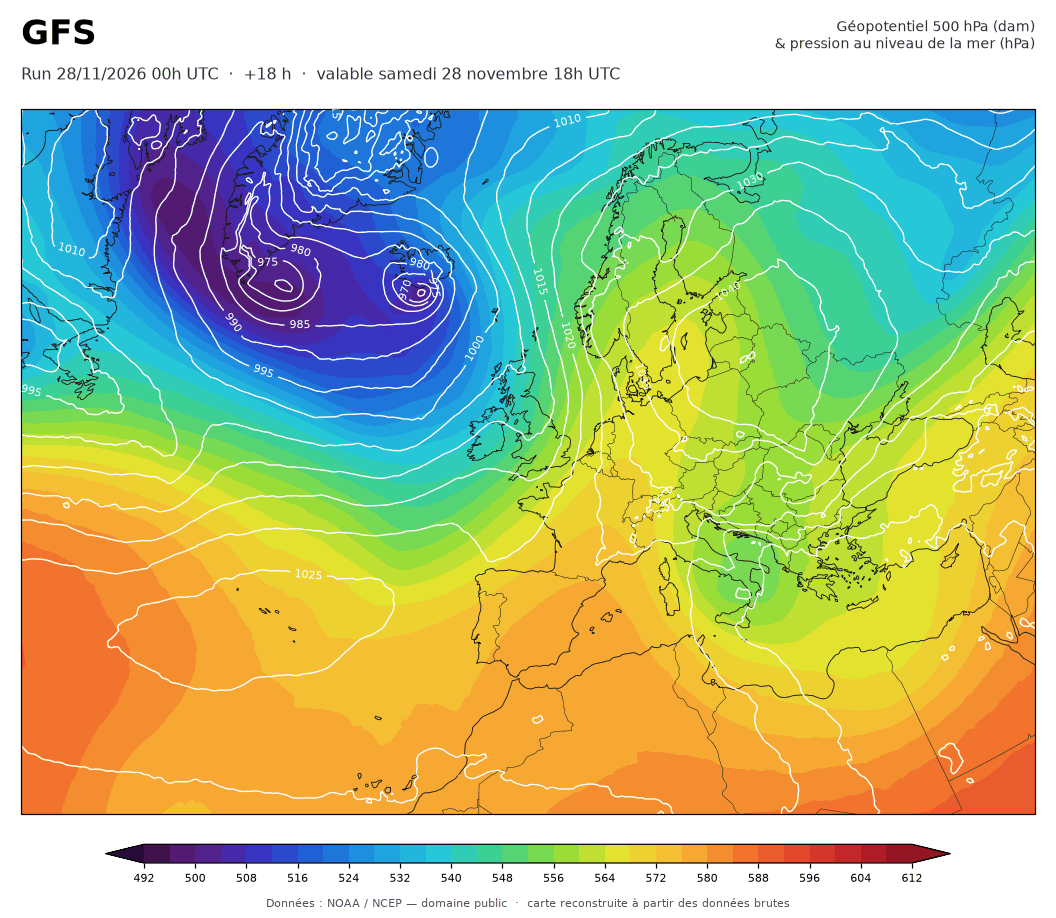 GFS
Géopotentiel 500 hPa (dam)
& pression au niveau de la mer (hPa)
Run 28/11/2026 00h UTC · +18 h · valable samedi 28 novembre 18h UTC
1010
1030
1010
980
975
980
970
1015
1040
990
985
1020
1000
995
995
1025
492 500 508 516 524 532 540 548 556 564 572 580 588 596 604 612
Données : NOAA / NCEP — domaine public · carte reconstruite à partir des données brutes